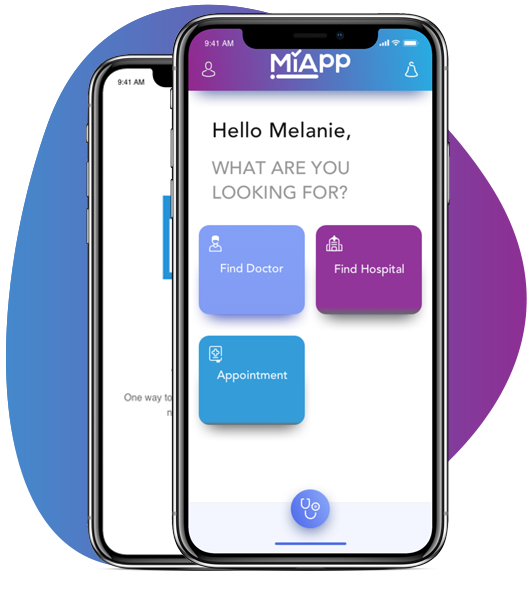 9:41 AM
MiApp
9:41 AM
Hello Melanie,
WHAT ARE YOU
LOOKING FOR?
Find Doctor
Find Hospital
Appointment
One way to